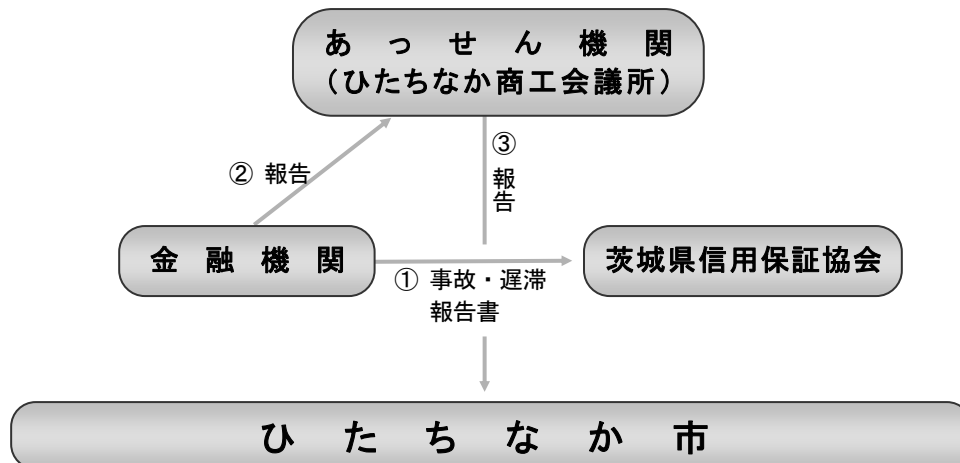 あっせん機関
（ひたちなか商工会議所）
② 報告
③
報告
金融機関
茨城県信用保証協会
① 事故・遅滞
報告書
ひたちなか市